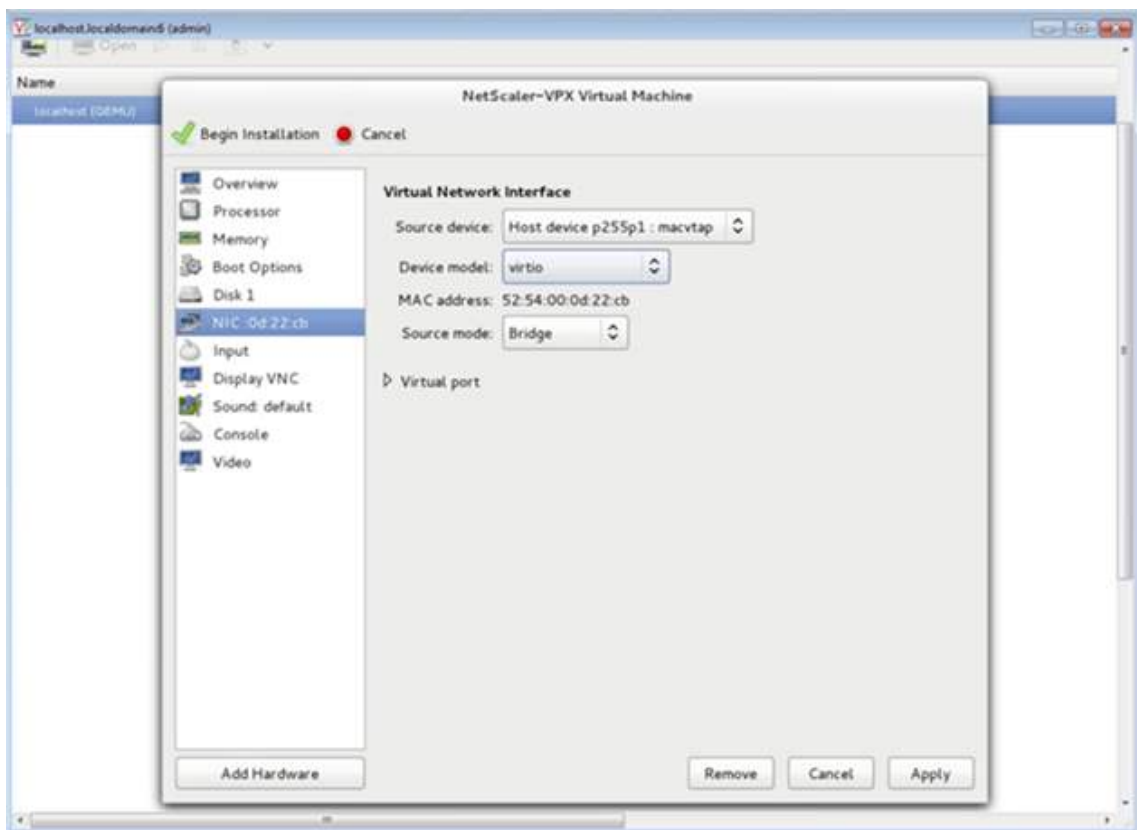 localhost.localdomain6 (admin)
Open
Name
localhost (QEMU)
NetScaler-VPX Virtual Machine
Begin Installation Cancel
Overview
Processor
Memory
Boot Options
Disk 1
NIC :0d:22:cb
Input
Display VNC
Sound: default
Console
Video
Virtual Network Interface
Source device: Host device p255p1 : macvtap
Device model: virtio
MAC address: 52:54:00:0d:22:cb
Source mode: Bridge
Virtual port
Add Hardware
Remove Cancel Apply